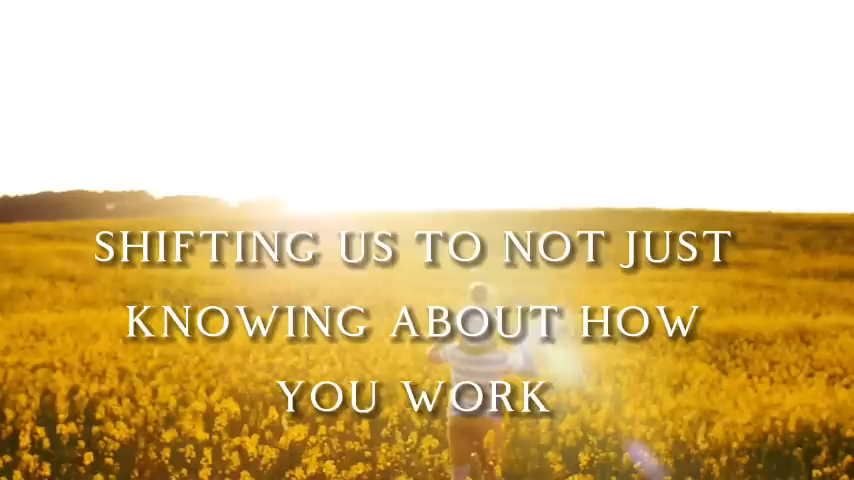 SHIFTING US TO NOT JUST
KNOWING ABOUT HOW
YOU WORK